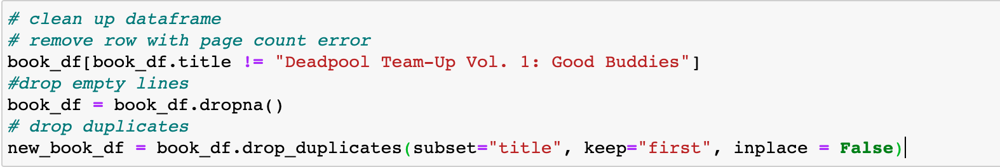 # clean up dataframe
# remove row with page count error
book_df[book_df.title != "Deadpool Team-Up Vol. 1: Good Buddies"]
#drop empty lines
book_df = book_df.dropna()
# drop duplicates
new_book_df = book_df.drop_duplicates(subset="title", keep="first", inplace = False)